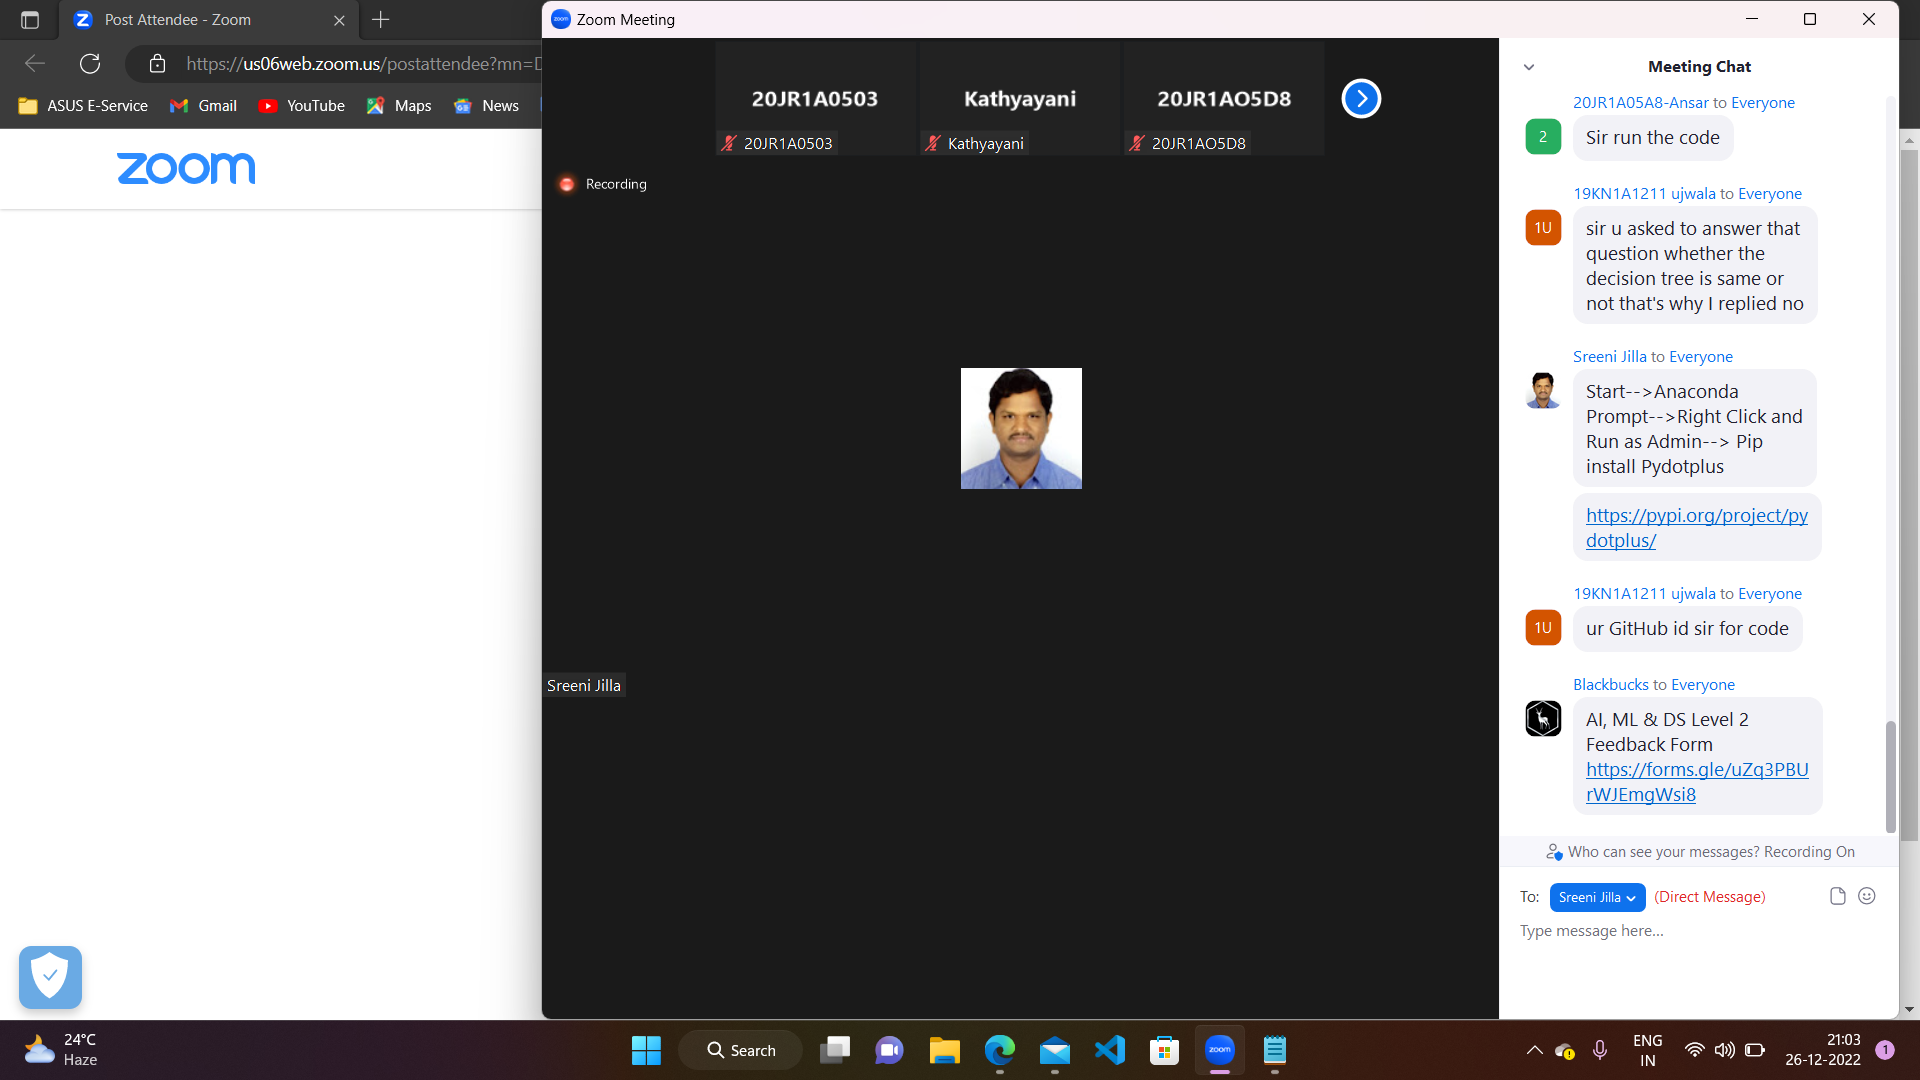 Post Attendee - Zoom
https://us06web.zoom.us/postattendee?mn=D
ASUS E-Service
Gmail
YouTube
Maps
News
zoom
Zoom Meeting
20JR1A0503
Kathyayani
20JR1AO5D8
20JR1A0503
Kathyayani
20JR1AO5D8
Recording
Sreeni Jilla
Meeting Chat
20JR1A05A8-Ansar to Everyone
2
Sir run the code
19KN1A1211 ujwala to Everyone
1U
sir u asked to answer that
question whether the
decision tree is same or
not that's why I replied no
Sreeni Jilla to Everyone
Start-->Anaconda
Prompt-->Right Click and
Run as Admin--> Pip
install Pydotplus
https://pypi.org/project/py
dotplus/
19KN1A1211 ujwala to Everyone
1U
ur GitHub id sir for code
Blackbucks to Everyone
AI, ML & DS Level 2
Feedback Form
https://forms.gle/uZq3PBU
rWJEmgWsi8
Who can see your messages? Recording On
To: Sreeni Jilla (Direct Message)
Type message here...
24°C
Haze
Search
zoom
ENG
IN
21:03
26-12-2022
1